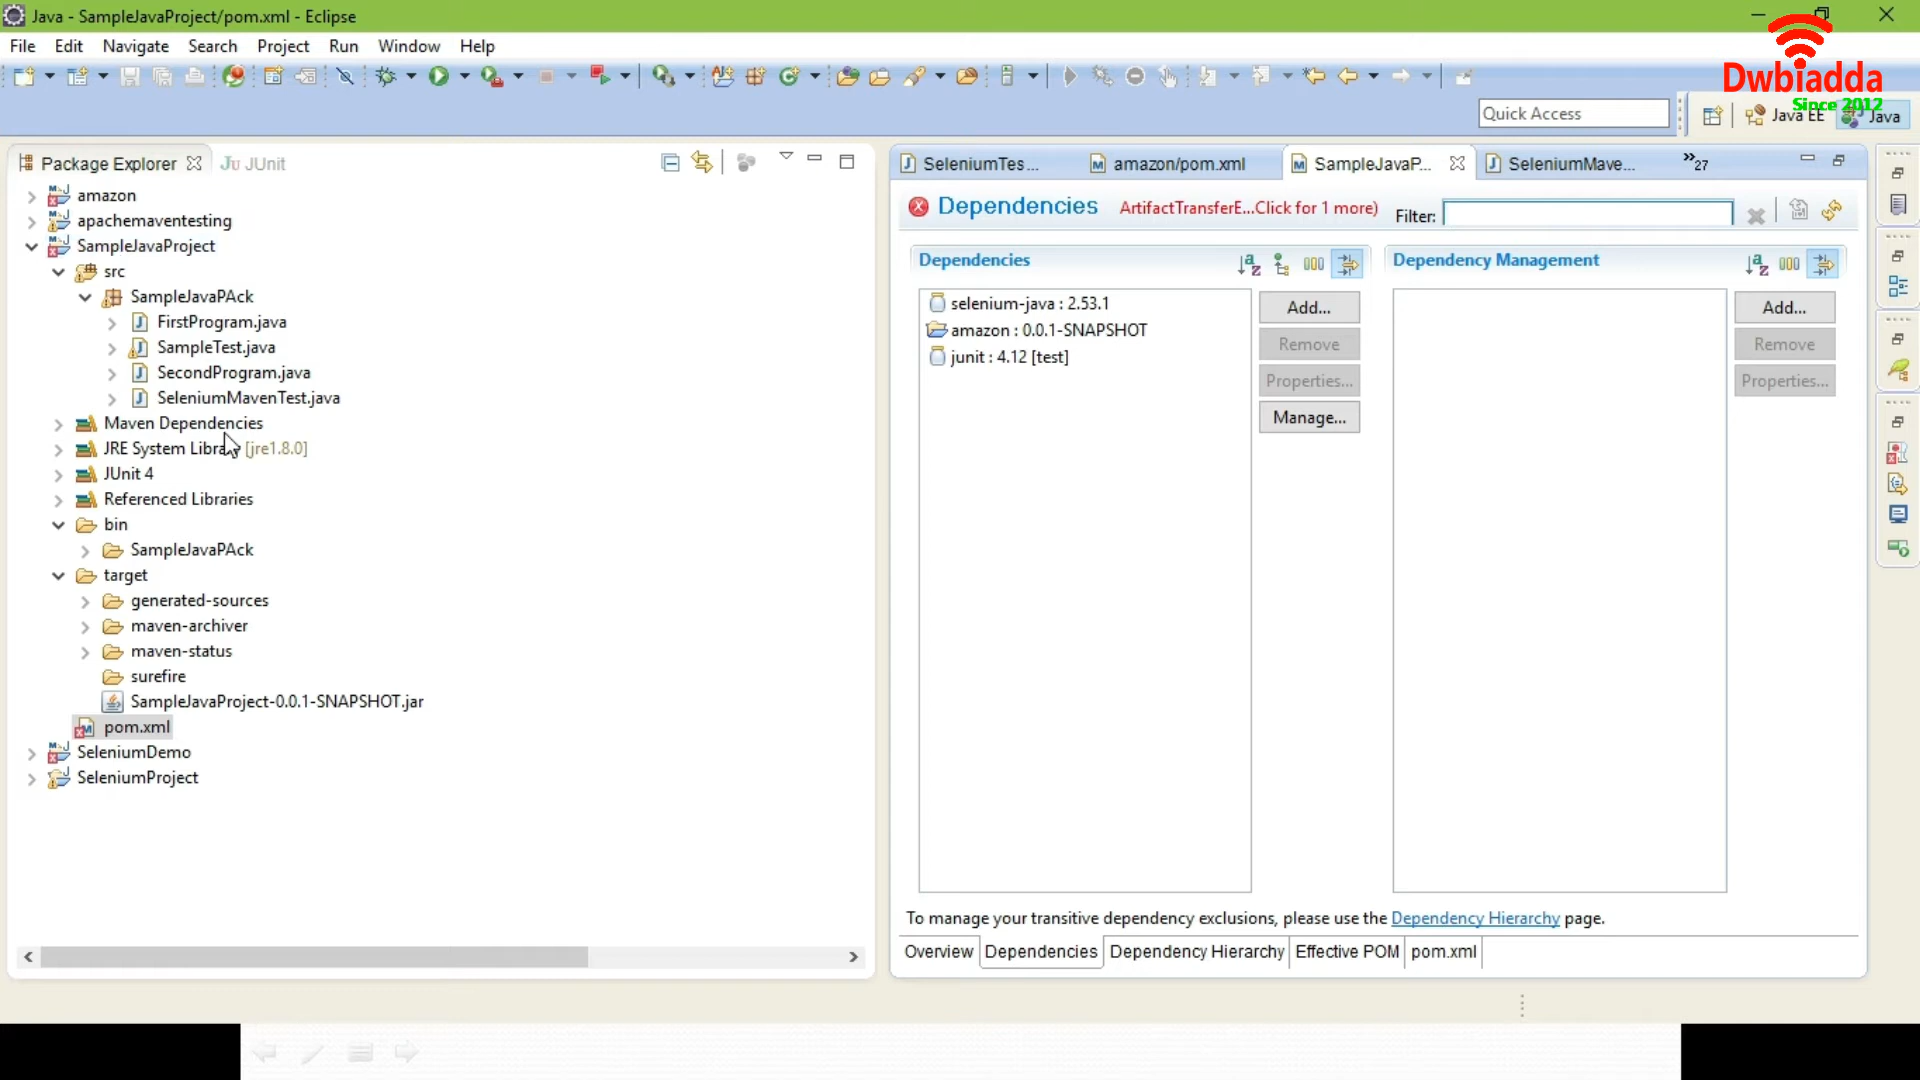 Java - SampleJavaProject/pom.xml - Eclipse
File Edit Navigate Search Project Run Window Help
Dwbiadda
Since 2012
Quick Access
Java EE
Java
Package Explorer
JUnit
amazon
apachemaventesting
SampleJavaProject
src
SampleJavaPAck
FirstProgram.java
SampleTest.java
SecondProgram.java
SeleniumMavenTest.java
Maven Dependencies
JRE System Library [jre1.8.0]
JUnit 4
Referenced Libraries
bin
SampleJavaPAck
target
generated-sources
maven-archiver
maven-status
surefire
SampleJavaProject-0.0.1-SNAPSHOT.jar
pom.xml
SeleniumDemo
SeleniumProject
SeleniumTes...
amazon/pom.xml
SampleJavaP...
SeleniumMave...
»27
Dependencies
ArtifactTransferE...Click for 1 more)
Filter:
Dependencies
selenium-java : 2.53.1
amazon : 0.0.1-SNAPSHOT
junit : 4.12 [test]
Add...
Remove
Properties...
Manage...
Dependency Management
Add...
Remove
Properties...
To manage your transitive dependency exclusions, please use the Dependency Hierarchy page.
Overview Dependencies Dependency Hierarchy Effective POM pom.xml